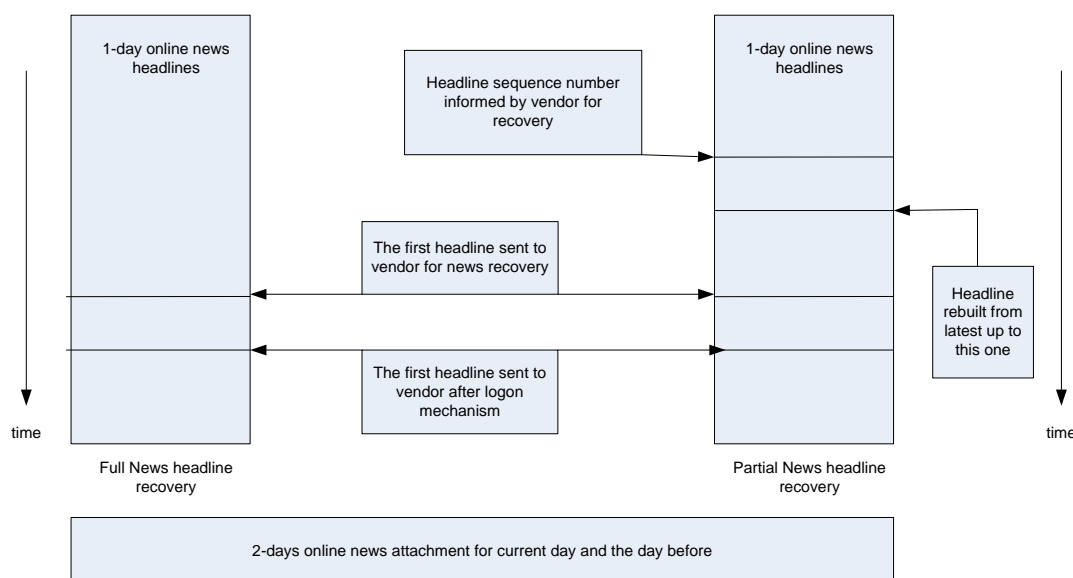 1-day online news
headlines
Headline sequence number
informed by vendor for
recovery
1-day online news
headlines
The first headline sent to
vendor for news recovery
Headline
rebuilt from
latest up to
this one
The first headline sent to
vendor after logon
mechanism
time
time
Full News headline
recovery
Partial News headline
recovery
2-days online news attachment for current day and the day before